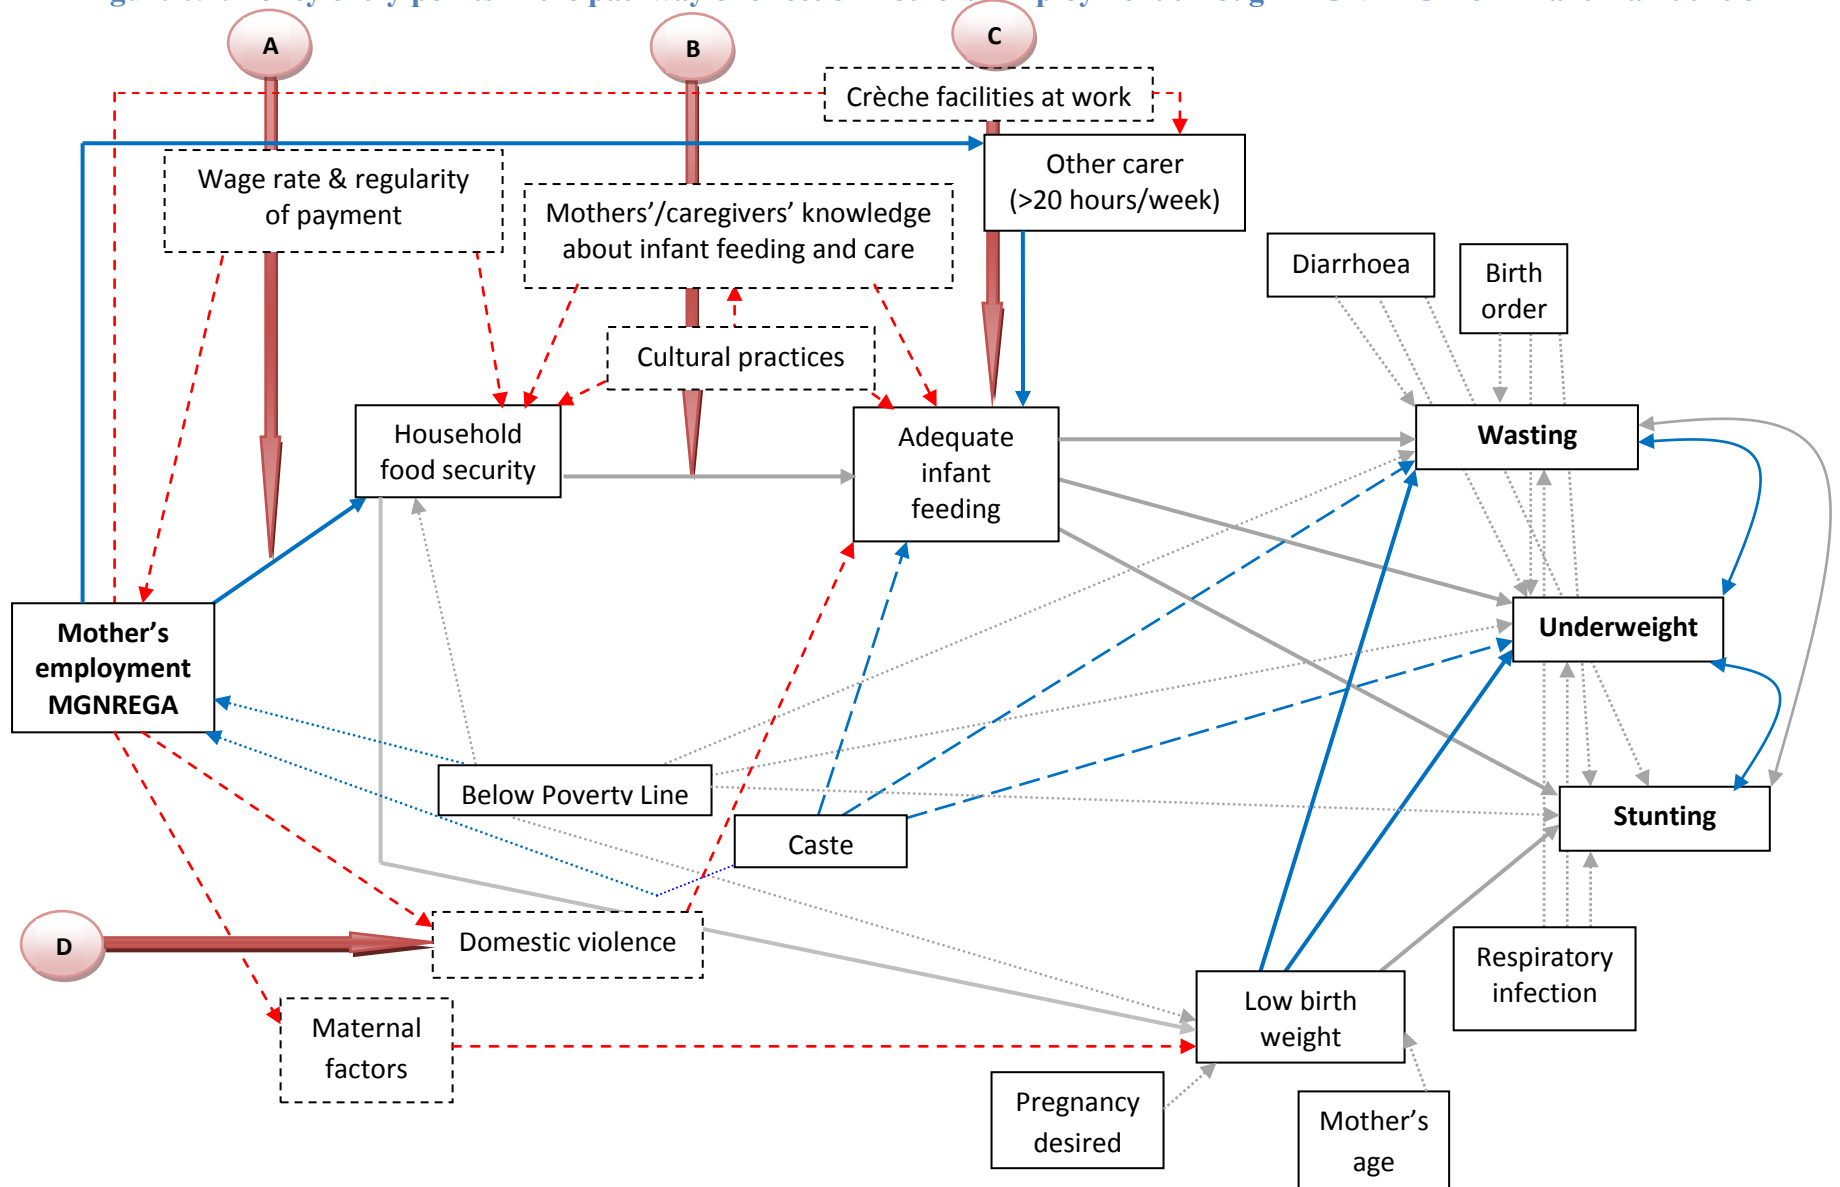 A
B
C
Crèche facilities at work
Wage rate & regularity
of payment
Mothers’/caregivers’ knowledge
about infant feeding and care
Other carer
(>20 hours/week)
Diarrhoea
Birth
order
Cultural practices
Household
food security
Adequate
infant
feeding
Wasting
Mother’s
employment
MGNREGA
Underweight
Below Poverty Line
Caste
Stunting
D
Domestic violence
Respiratory
infection
Maternal
factors
Low birth
weight
Pregnancy
desired
Mother’s
age